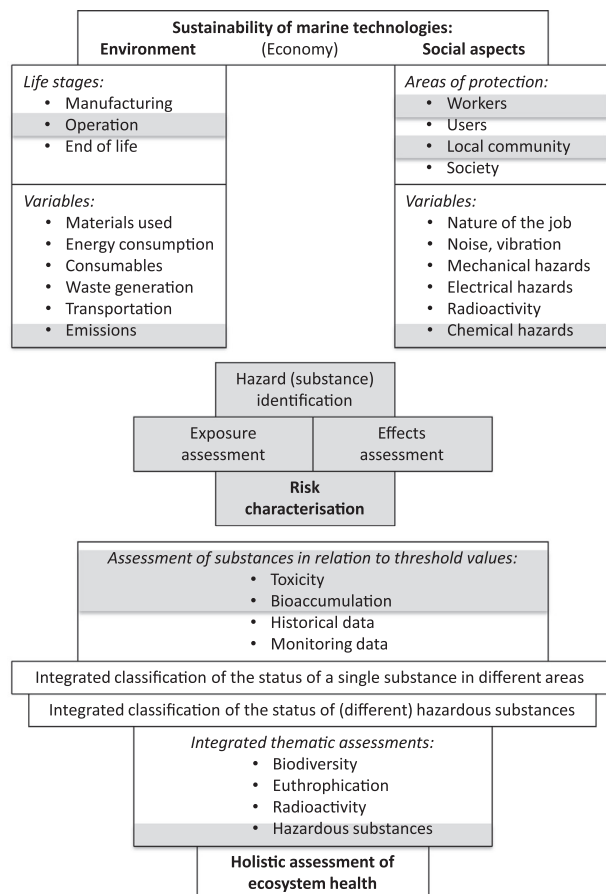 Sustainability of marine technologies:
Environment (Economy) Social aspects
Life stages:
• Manufacturing
• Operation
• End of life
Variables:
• Materials used
• Energy consumption
• Consumables
• Waste generation
• Transportation
• Emissions
Areas of protection:
• Workers
• Users
• Local community
• Society
Variables:
• Nature of the job
• Noise, vibration
• Mechanical hazards
• Electrical hazards
• Radioactivity
• Chemical hazards
Hazard (substance)
identification
Exposure
assessment
Effects
assessment
Risk
characterisation
Assessment of substances in relation to threshold values:
• Toxicity
• Bioaccumulation
• Historical data
• Monitoring data
Integrated classification of the status of a single substance in different areas
Integrated classification of the status of (different) hazardous substances
Integrated thematic assessments:
• Biodiversity
• Euthrophication
• Radioactivity
• Hazardous substances
Holistic assessment of
ecosystem health